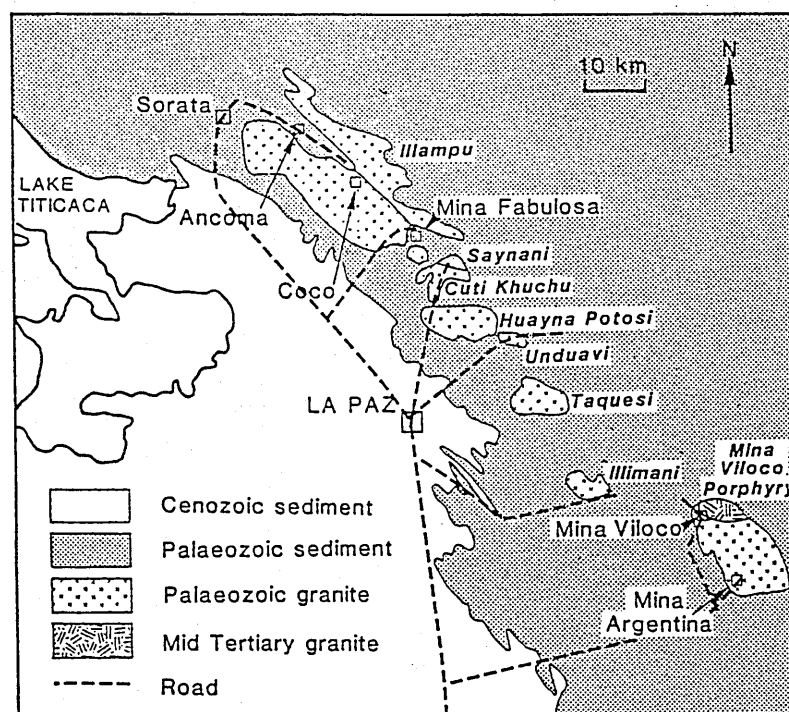 N
10 km
Sorata
Illampu
LAKE
TITICACA
Ancoma
Mina Fabulosa
Saynani
Coco
Cuti Khuchu
Huayna Potosi
Unduavi
LA PAZ
Taquesi
Mina
Viloco
Porphyry
Illimani
Cenozoic sediment
Mina Viloco
Palaeozoic sediment
Palaeozoic granite
Mina
Argentina
Mid Tertiary granite
Road